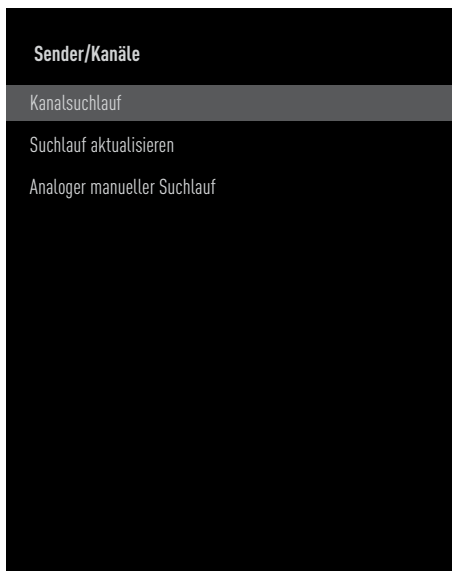 Sender/Kanäle
Kanalsuchlauf
Suchlauf aktualisieren
Analoger manueller Suchlauf